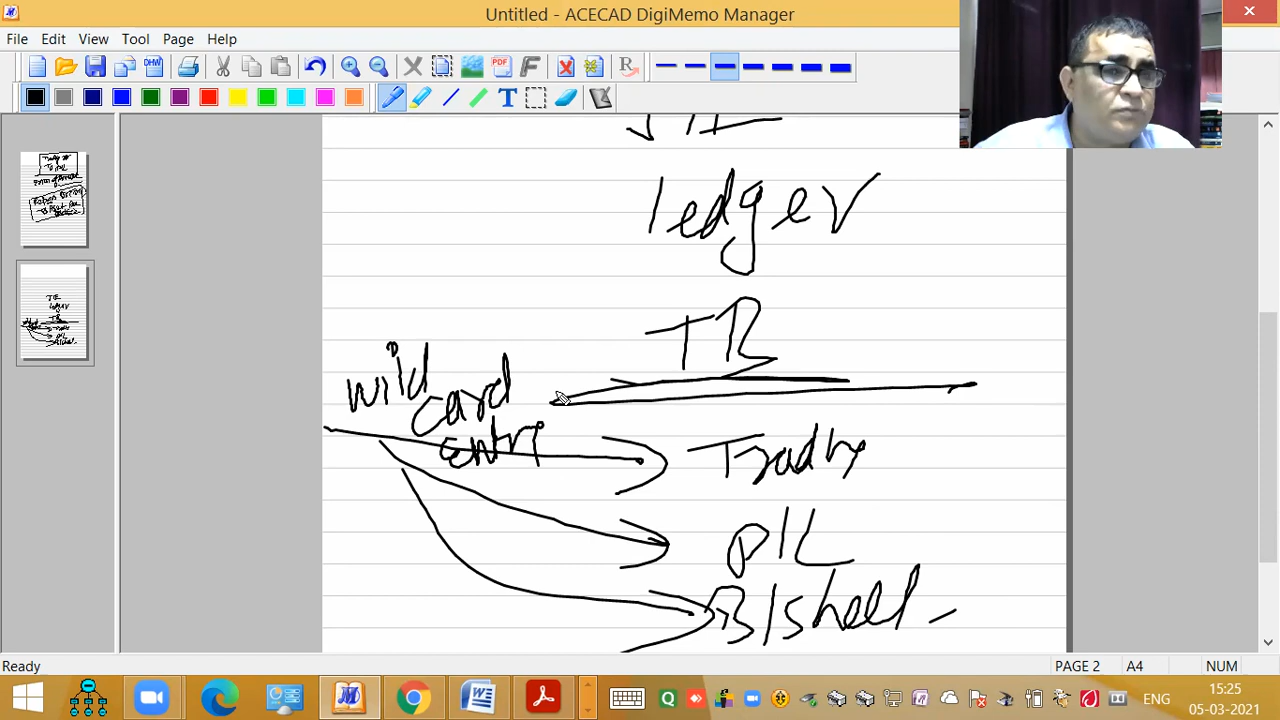 Untitled - ACECAD DigiMemo Manager
File Edit View Tool Page Help
ledger
TB
wild
card
entry
Trading
P/L
B/Sheet
Ready
PAGE 2 A4 NUM
ENG
15:25
05-03-2021